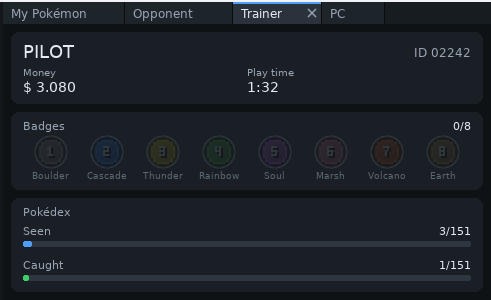 My Pokémon Opponent Trainer × PC
PILOT ID 02242
Money Play time
$ 3.080 1:32
Badges 0/8
1 2 3 4 5 6 7 8
Boulder Cascade Thunder Rainbow Soul Marsh Volcano Earth
Pokédex
Seen 3/151
Caught 1/151